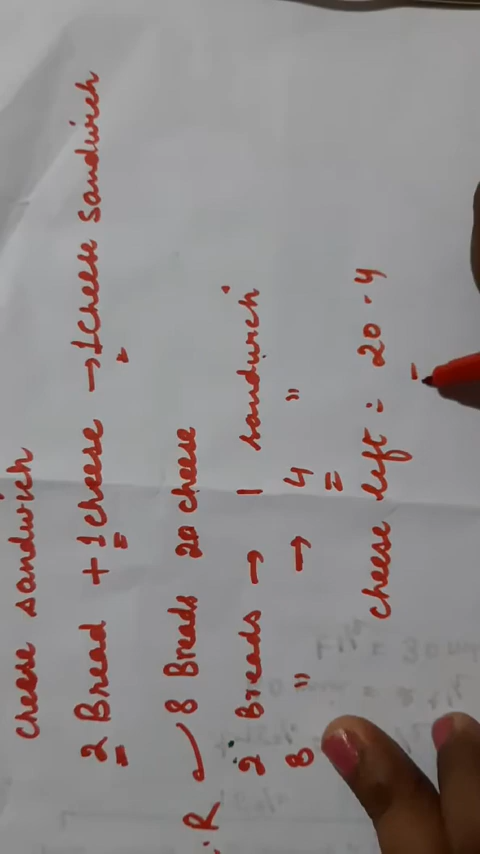 cheese sandwich
2 Bread + 1 cheese → 1 cheese sandwich
∴ R ✓ 8 Breads 20 cheese
2 Breads → 1 sandwich
8 " → 4 "
cheese left = 20 - 4